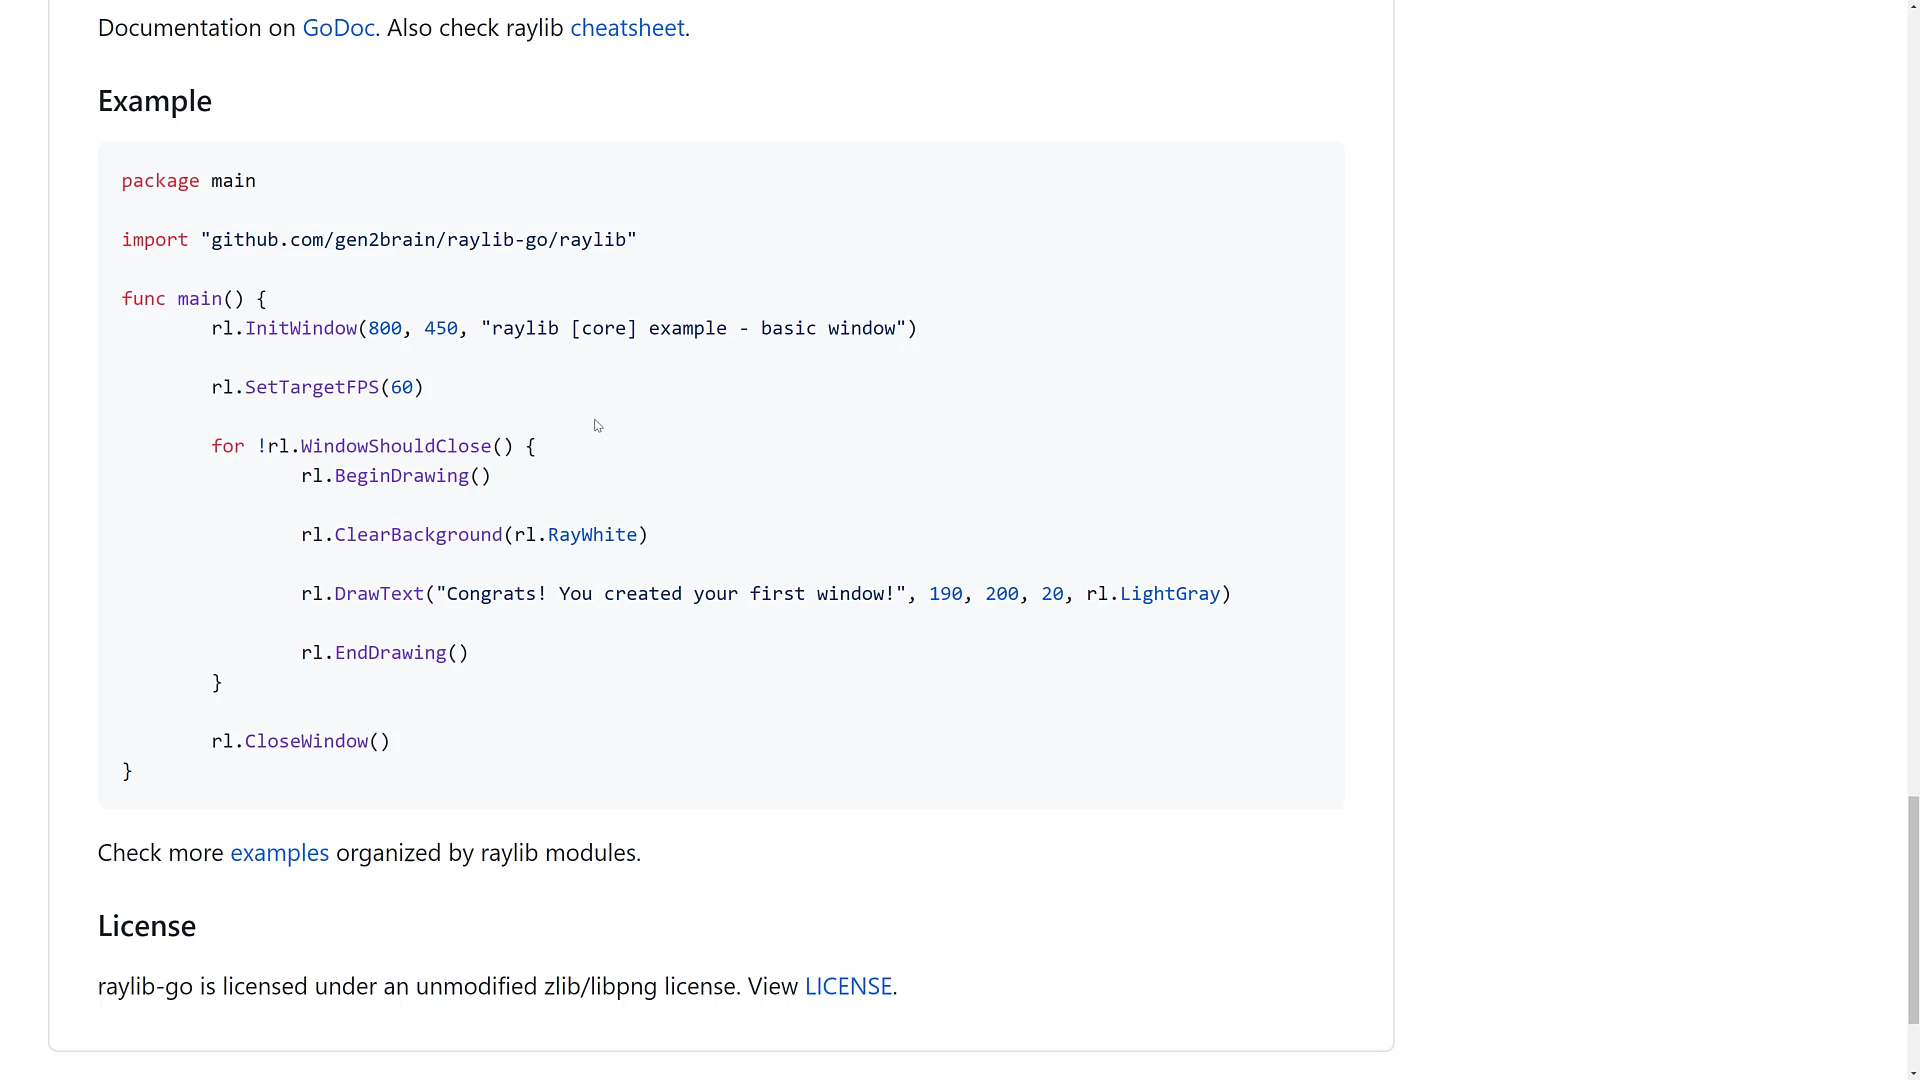 Documentation on GoDoc. Also check raylib cheatsheet.
Example
package main
import "github.com/gen2brain/raylib-go/raylib"
func main() {
rl.InitWindow(800, 450, "raylib [core] example - basic window")
rl.SetTargetFPS(60)
for !rl.WindowShouldClose() {
rl.BeginDrawing()
rl.ClearBackground(rl.RayWhite)
rl.DrawText("Congrats! You created your first window!", 190, 200, 20, rl.LightGray)
rl.EndDrawing()
}
rl.CloseWindow()
}
Check more examples organized by raylib modules.
License
raylib-go is licensed under an unmodified zlib/libpng license. View LICENSE.